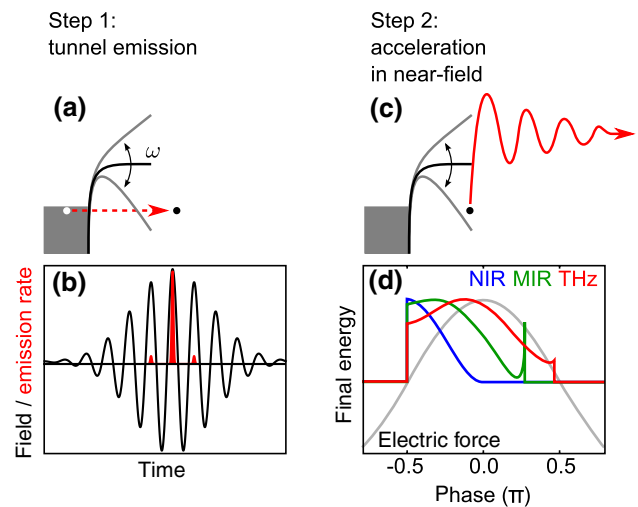 Step 1:
tunnel emission
Step 2:
acceleration
in near-field
(a)
ω
(c)
(b)
Field / emission rate
Time
(d)
NIR MIR THz
Final energy
Electric force
-0.5 0.0 0.5
Phase (π)